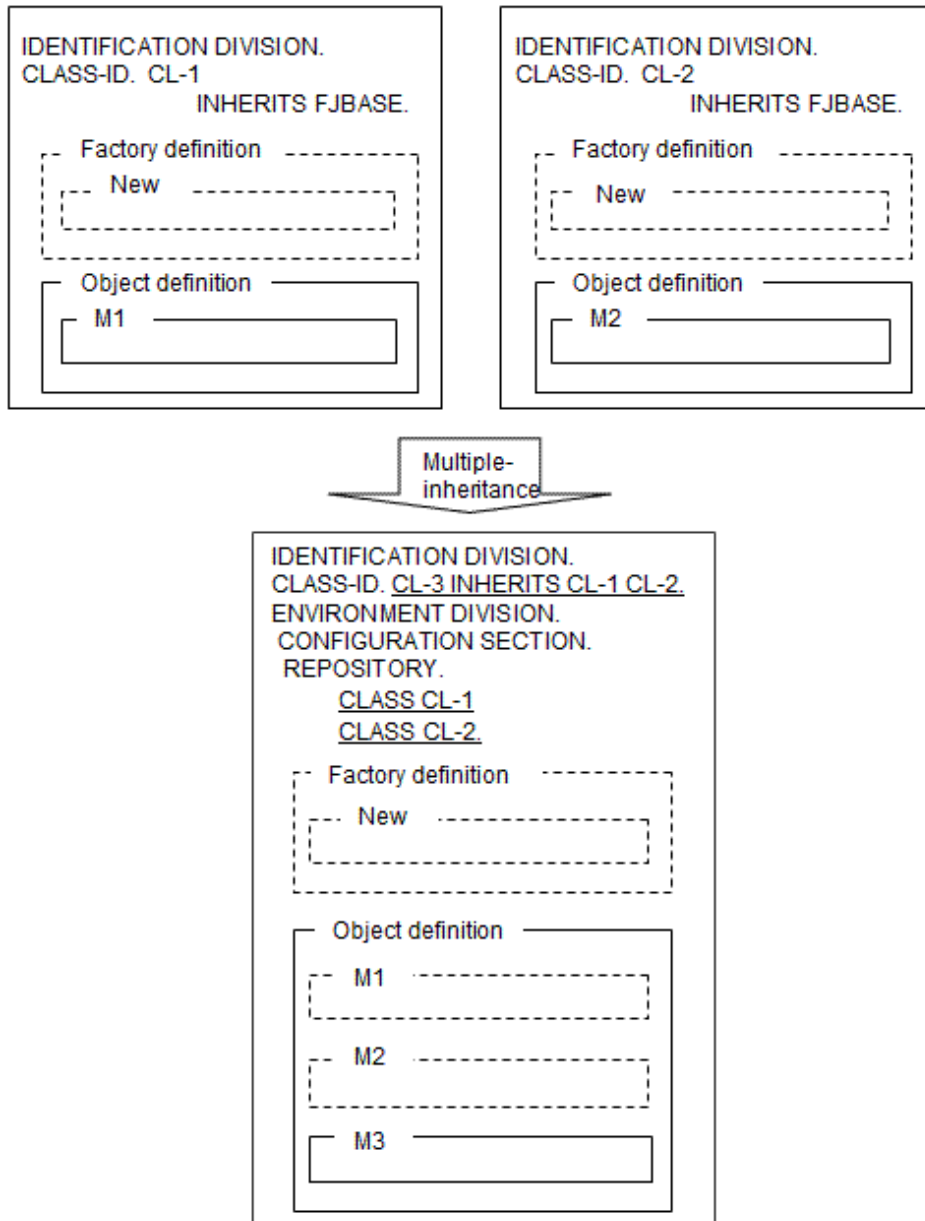 IDENTIFICATION DIVISION.
CLASS-ID. CL-1
INHERITS FJBASE.
Factory definition
New
Object definition
M1
IDENTIFICATION DIVISION.
CLASS-ID. CL-2
INHERITS FJBASE.
Factory definition
New
Object definition
M2
Multiple-
inheritance
IDENTIFICATION DIVISION.
CLASS-ID. CL-3 INHERITS CL-1 CL-2.
ENVIRONMENT DIVISION.
CONFIGURATION SECTION.
REPOSITORY.
CLASS CL-1
CLASS CL-2.
Factory definition
New
Object definition
M1
M2
M3